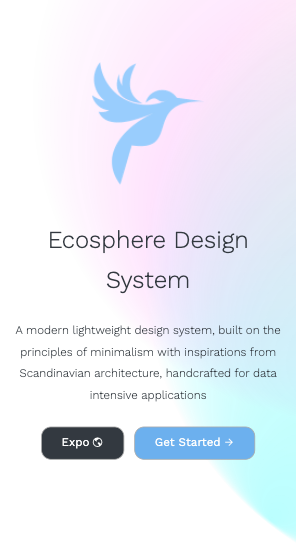 Ecosphere Design
System
A modern lightweight design system, built on the
principles of minimalism with inspirations from
Scandinavian architecture, handcrafted for data
intensive applications
Expo
Get Started →